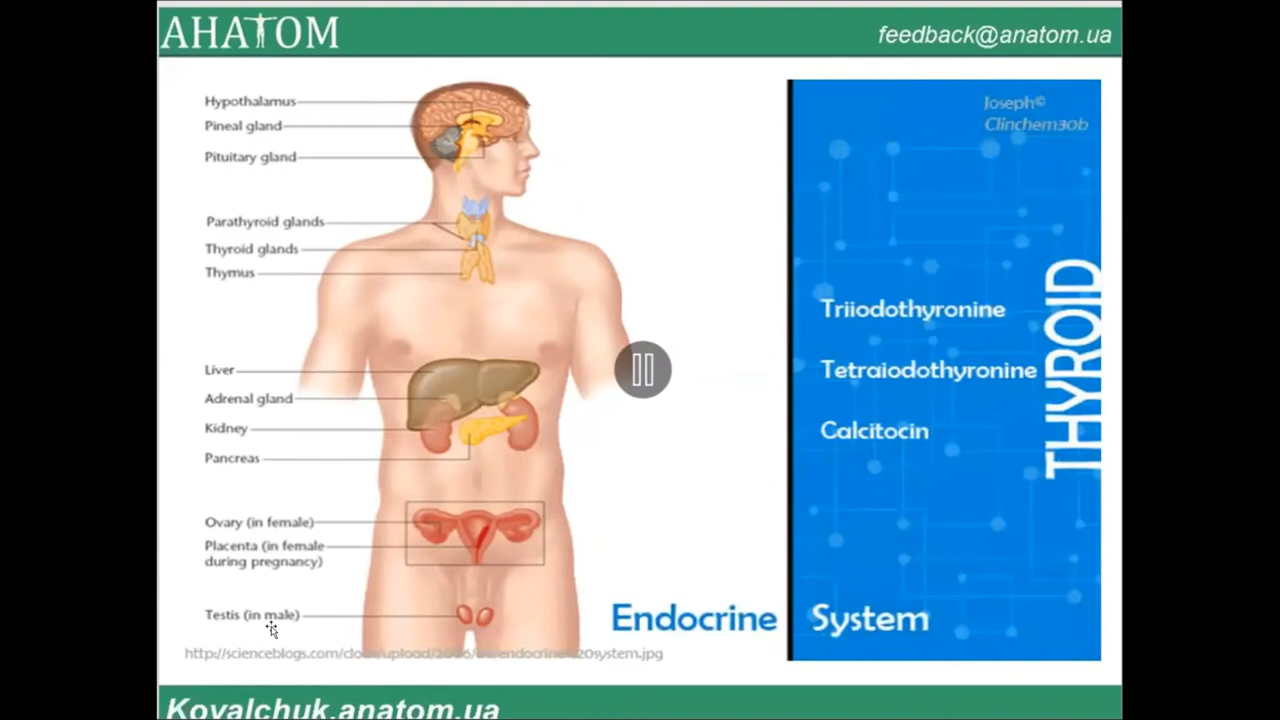 АНАТОМ
feedback@anatom.ua
Hypothalamus
Pineal gland
Pituitary gland
Parathyroid glands
Thyroid glands
Thymus
Liver
Adrenal gland
Kidney
Pancreas
Ovary (in female)
Placenta (in female
during pregnancy)
Testis (in male)
Joseph©
Clinchem30b
Triiodothyronine
Tetraiodothyronine
Calcitocin
THYROID
Endocrine System
Kovalchuk.anatom.ua